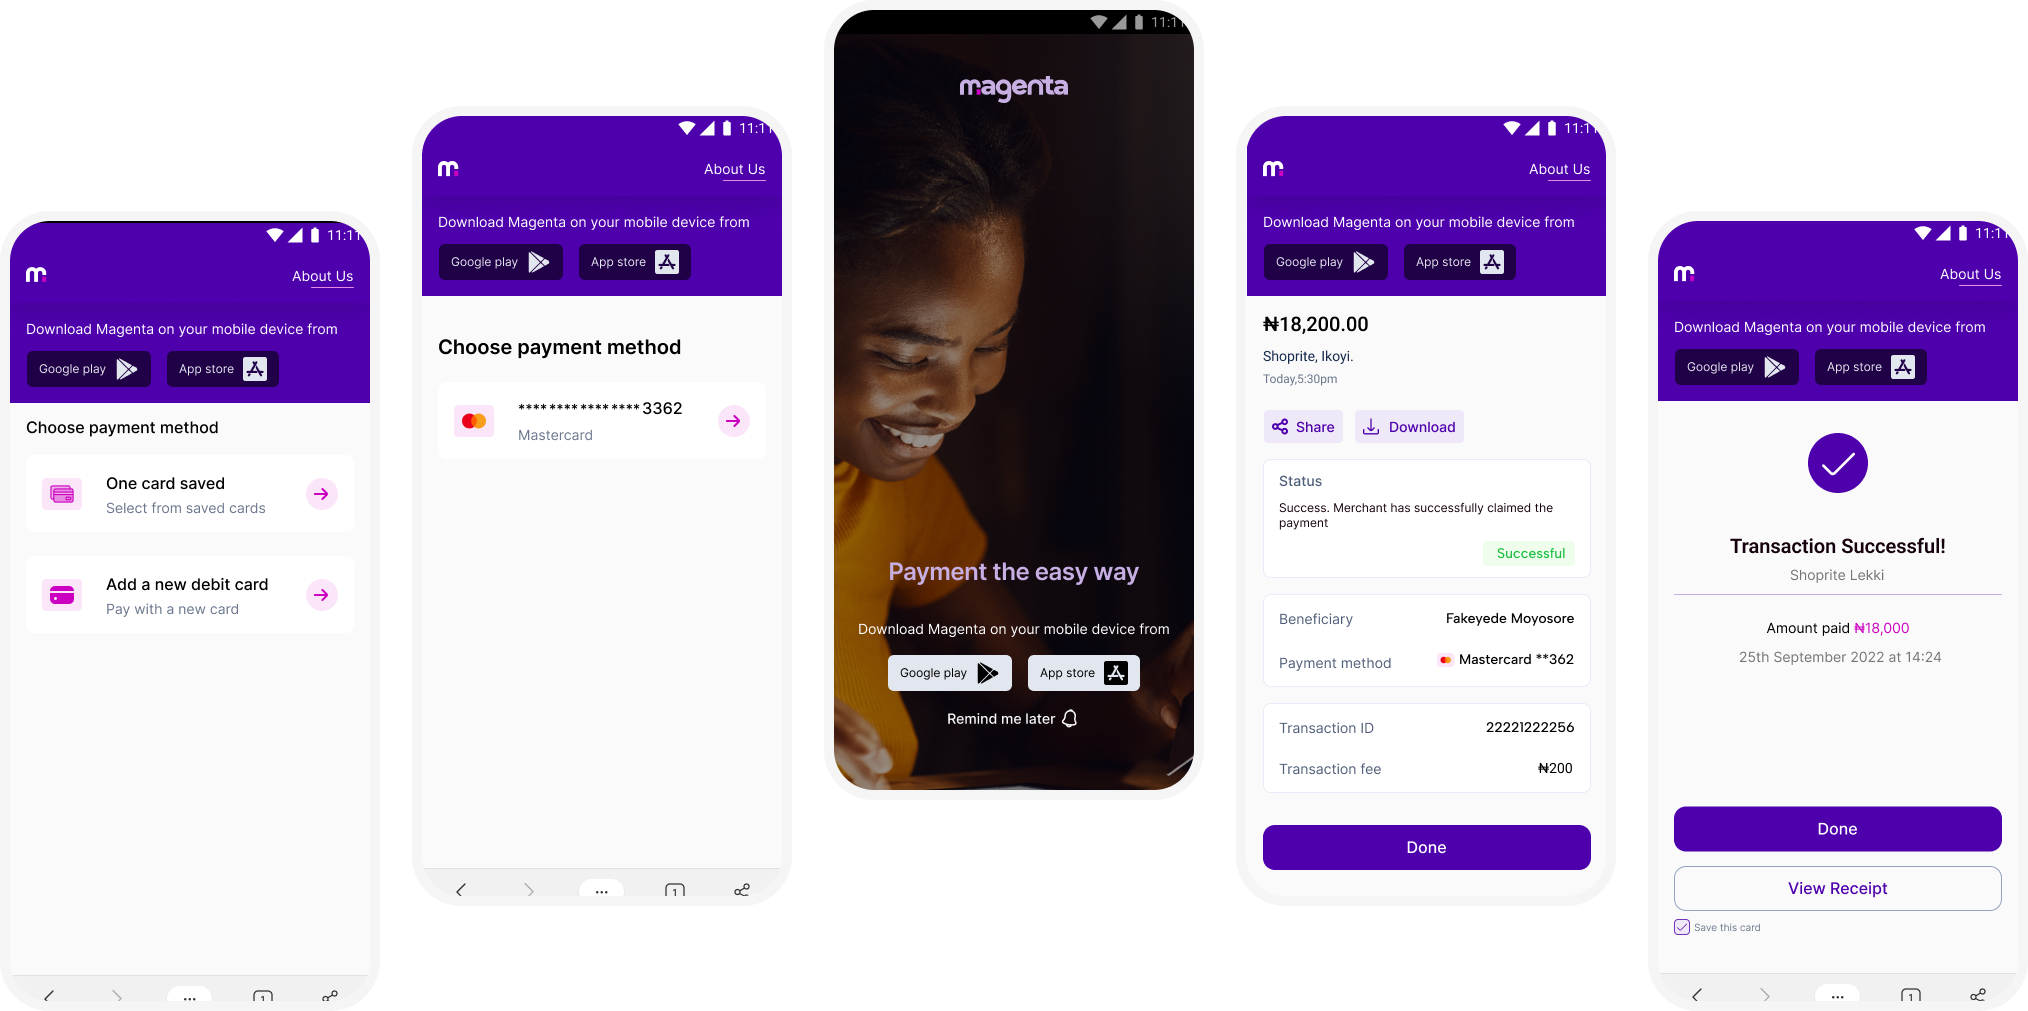 11:11
m
About Us
Download Magenta on your mobile device from
Google play
App store
Choose payment method
One card saved
Select from saved cards
Add a new debit card
Pay with a new card
...
1
11:11
m
About Us
Download Magenta on your mobile device from
Google play
App store
Choose payment method
****************3362
Mastercard
...
1
11:11
magenta
Payment the easy way
Download Magenta on your mobile device from
Google play
App store
Remind me later
11:11
m
About Us
Download Magenta on your mobile device from
Google play
App store
₦18,200.00
Shoprite, Ikoyi.
Today,5:30pm
Share
Download
Status
Success. Merchant has successfully claimed the
payment
Successful
Beneficiary Fakeyede Moyosore
Payment method Mastercard **362
Transaction ID 22221222256
Transaction fee ₦200
Done
11:11
m
About Us
Download Magenta on your mobile device from
Google play
App store
Transaction Successful!
Shoprite Lekki
Amount paid ₦18,000
25th September 2022 at 14:24
Done
View Receipt
Save this card
...
1